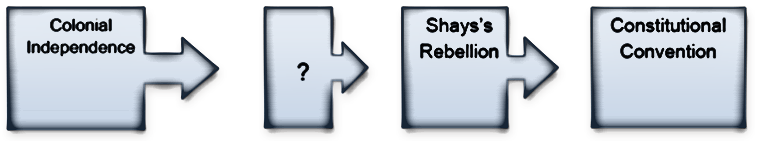 Colonial
Independence
?
Shays's
Rebellion
Constitutional
Convention